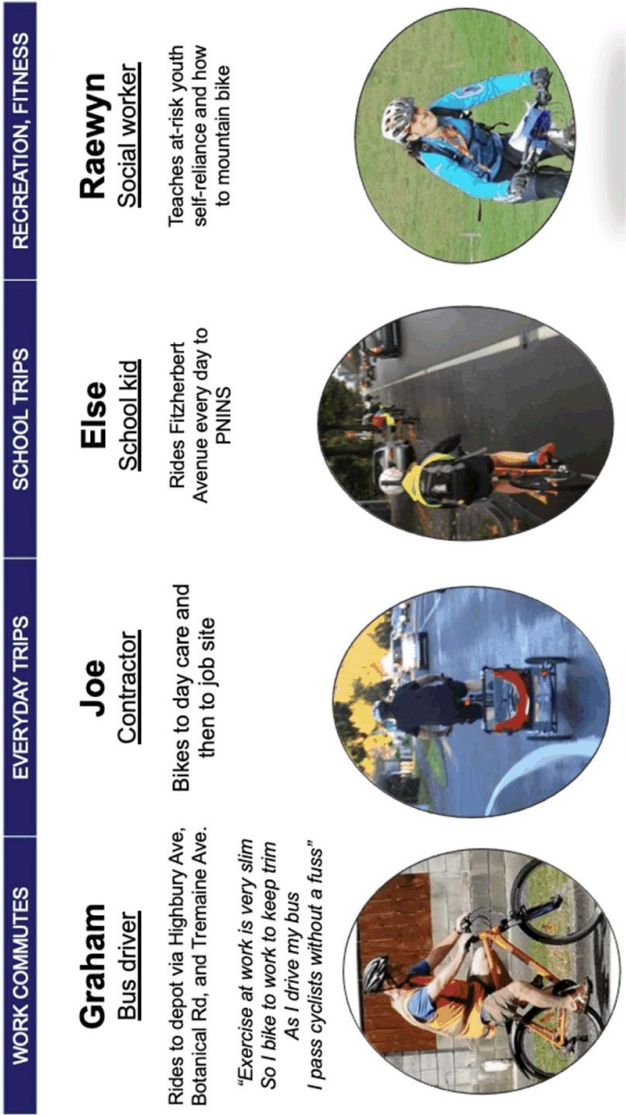 WORK COMMUTES
EVERYDAY TRIPS
SCHOOL TRIPS
RECREATION, FITNESS
Graham
Bus driver
Rides to depot via Highbury Ave,
Botanical Rd, and Tremaine Ave.
“Exercise at work is very slim
So I bike to work to keep trim
As I drive my bus
I pass cyclists without a fuss”
Joe
Contractor
Bikes to day care and
then to job site
Else
School kid
Rides Fitzherbert
Avenue every day to
PNINS
Raewyn
Social worker
Teaches at-risk youth
self-reliance and how
to mountain bike